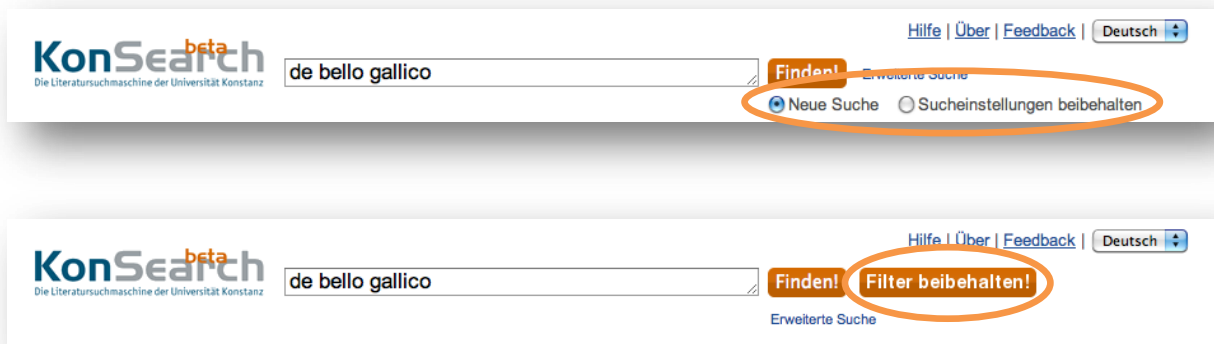 Hilfe | Über | Feedback | Deutsch
KonSearch beta
Die Literatursuchmaschine der Universität Konstanz
de bello gallico
Finden! Erweiterte Suche
Neue Suche Sucheinstellungen beibehalten
Hilfe | Über | Feedback | Deutsch
KonSearch beta
Die Literatursuchmaschine der Universität Konstanz
de bello gallico
Finden! Filter beibehalten!
Erweiterte Suche